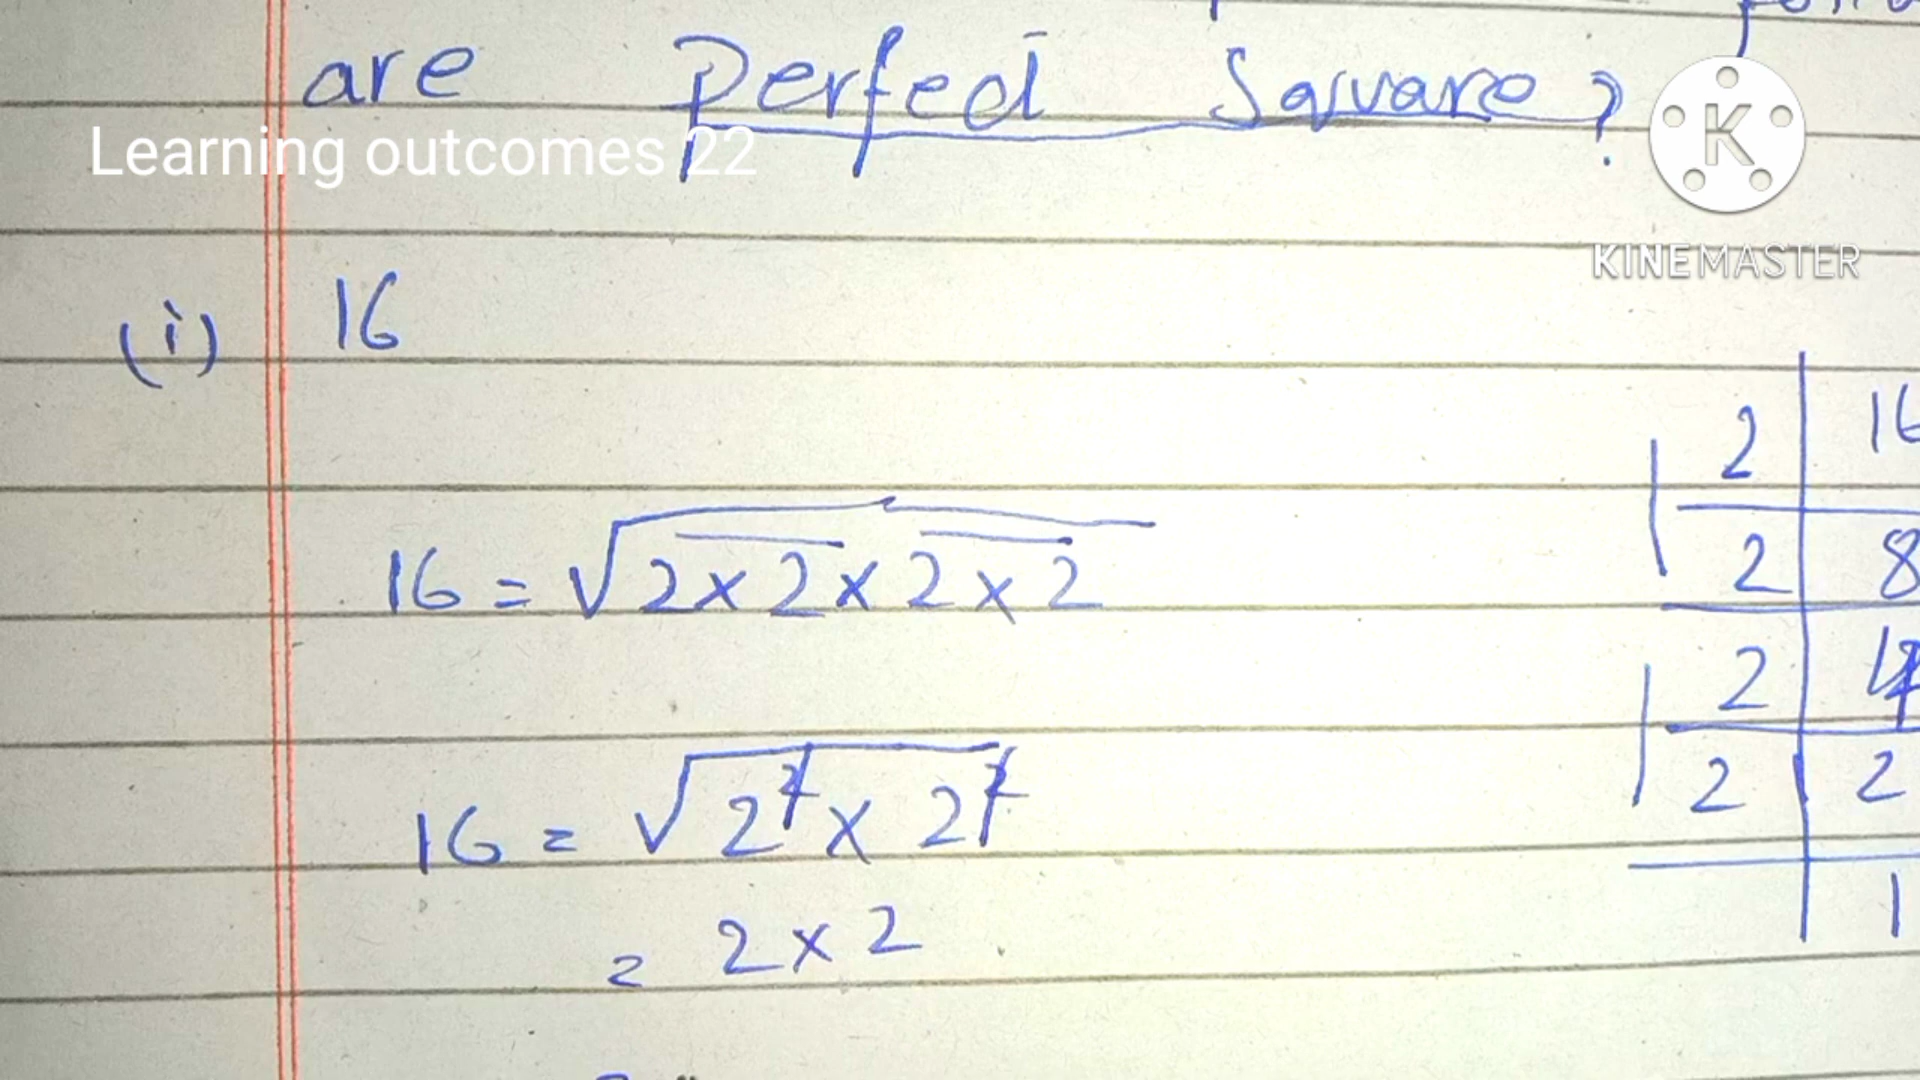 are Perfect Square?
Learning outcomes 22
KINEMASTER
(i) 16
16 = √2 × 2 × 2 × 2
16 = √2² × 2²
= 2 × 2
2 | 16
2 | 8
2 | 4
2 | 2
1